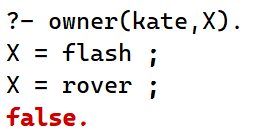 ?- owner(kate,X).
X = flash ;
X = rover ;
false.